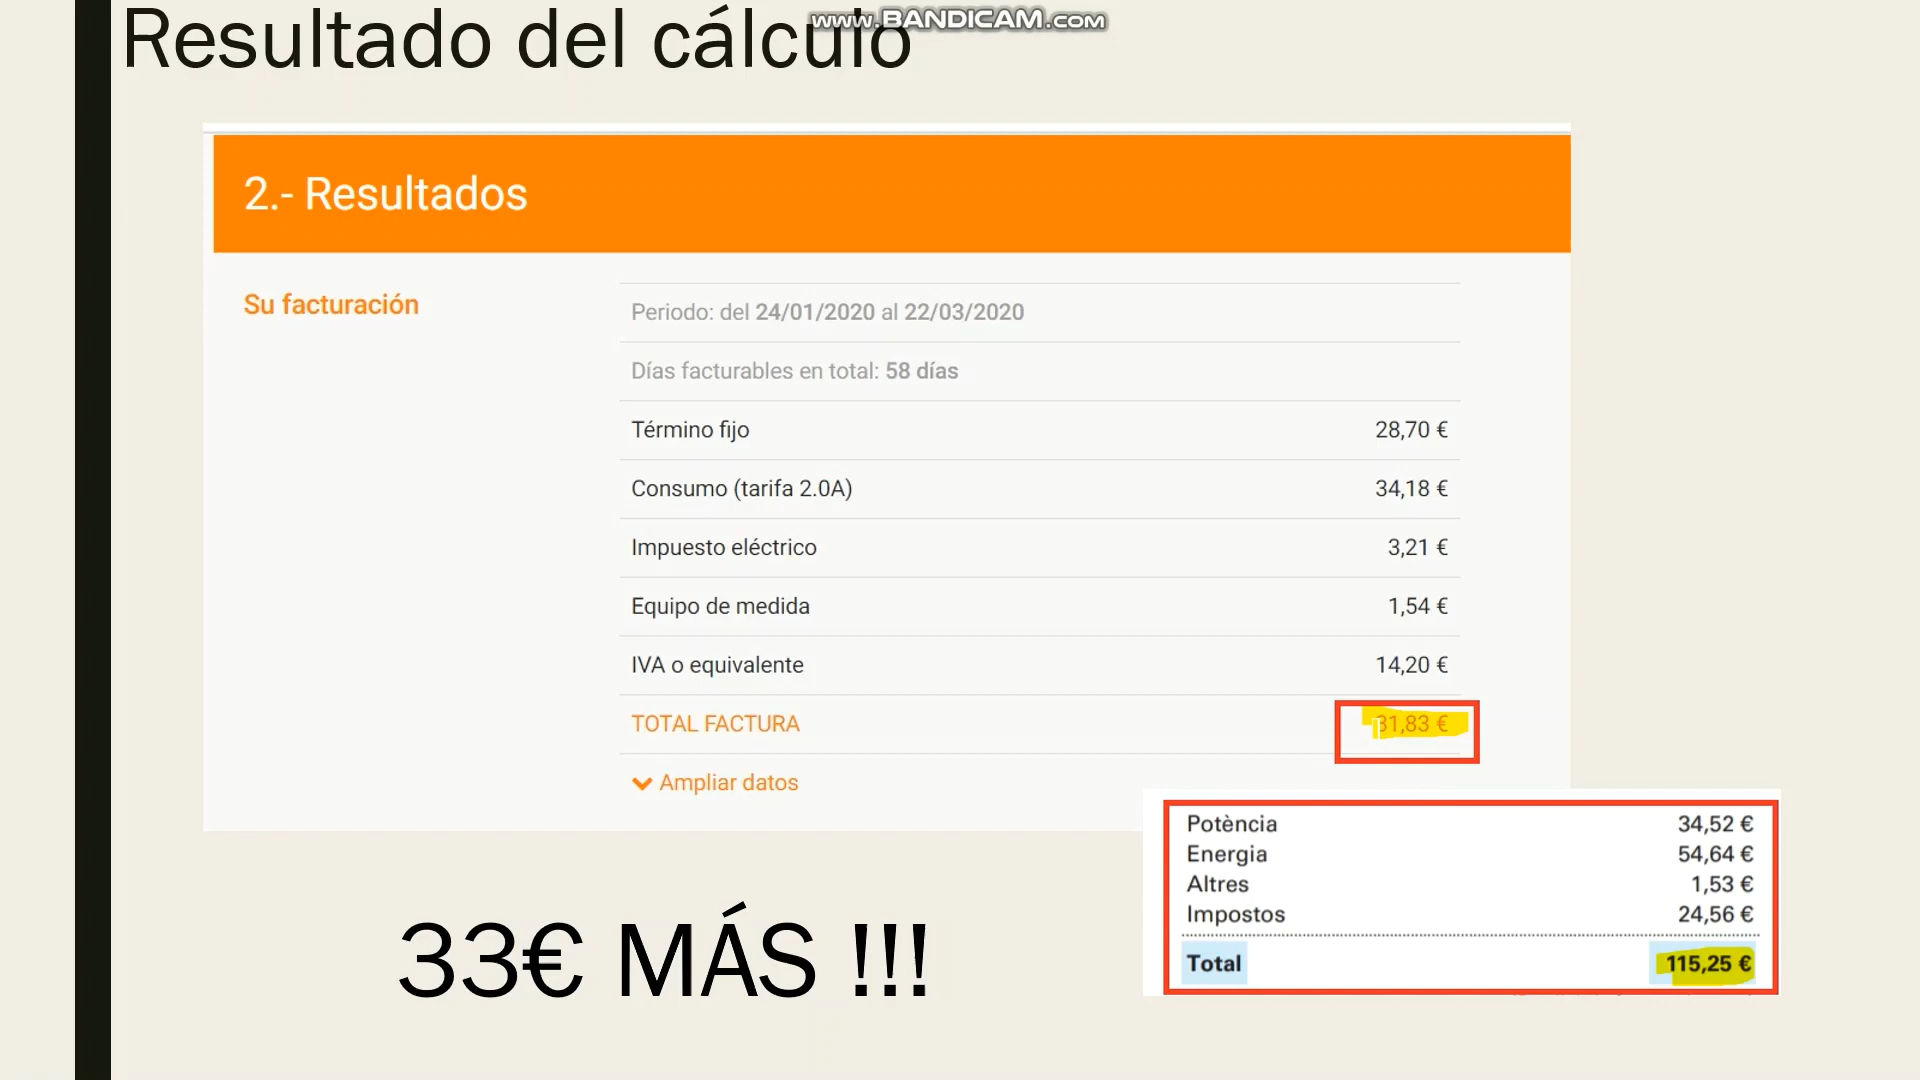 Resultado del cálculo
www.BANDICAM.com
2.- Resultados
Su facturación
Periodo: del 24/01/2020 al 22/03/2020
Días facturables en total: 58 días
Término fijo 28,70 €
Consumo (tarifa 2.0A) 34,18 €
Impuesto eléctrico 3,21 €
Equipo de medida 1,54 €
IVA o equivalente 14,20 €
TOTAL FACTURA 81,83 €
Ampliar datos
Potència 34,52 €
Energia 54,64 €
Altres 1,53 €
Impostos 24,56 €
Total 115,25 €
33€ MÁS !!!